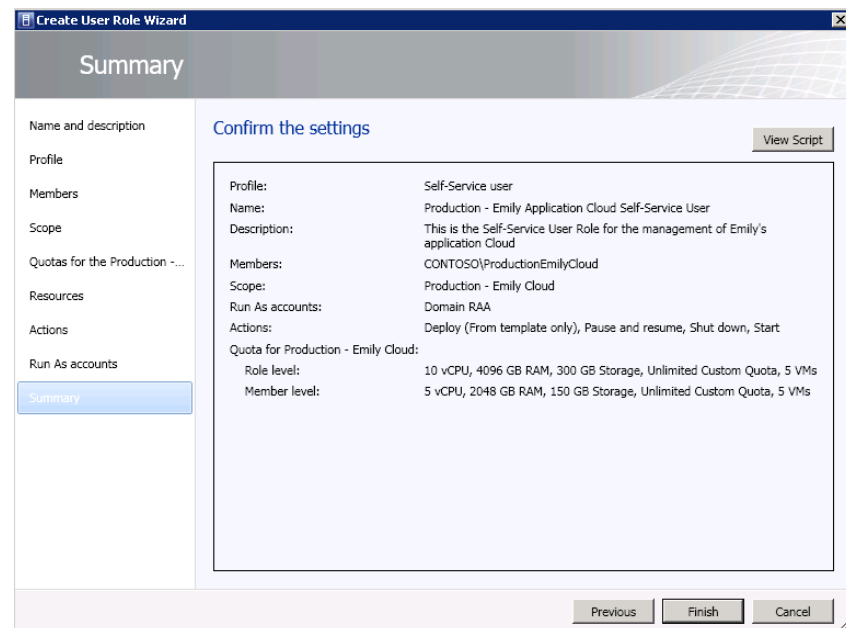 Create User Role Wizard
Summary
Name and description
Profile
Members
Scope
Quotas for the Production -...
Resources
Actions
Run As accounts
Summary
Confirm the settings
View Script
Profile: Self-Service user
Name: Production - Emily Application Cloud Self-Service User
Description: This is the Self-Service User Role for the management of Emily's
application Cloud
Members: CONTOSO\ProductionEmilyCloud
Scope: Production - Emily Cloud
Run As accounts: Domain RAA
Actions: Deploy (From template only), Pause and resume, Shut down, Start
Quota for Production - Emily Cloud:
Role level: 10 vCPU, 4096 GB RAM, 300 GB Storage, Unlimited Custom Quota, 5 VMs
Member level: 5 vCPU, 2048 GB RAM, 150 GB Storage, Unlimited Custom Quota, 5 VMs
Previous
Finish
Cancel